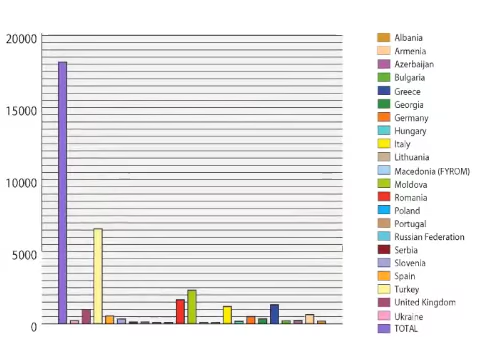 20000
15000
10000
5000
0
Albania
Armenia
Azerbaijan
Bulgaria
Greece
Georgia
Germany
Hungary
Italy
Lithuania
Macedonia (FYROM)
Moldova
Romania
Poland
Portugal
Russian Federation
Serbia
Slovenia
Spain
Turkey
United Kingdom
Ukraine
TOTAL